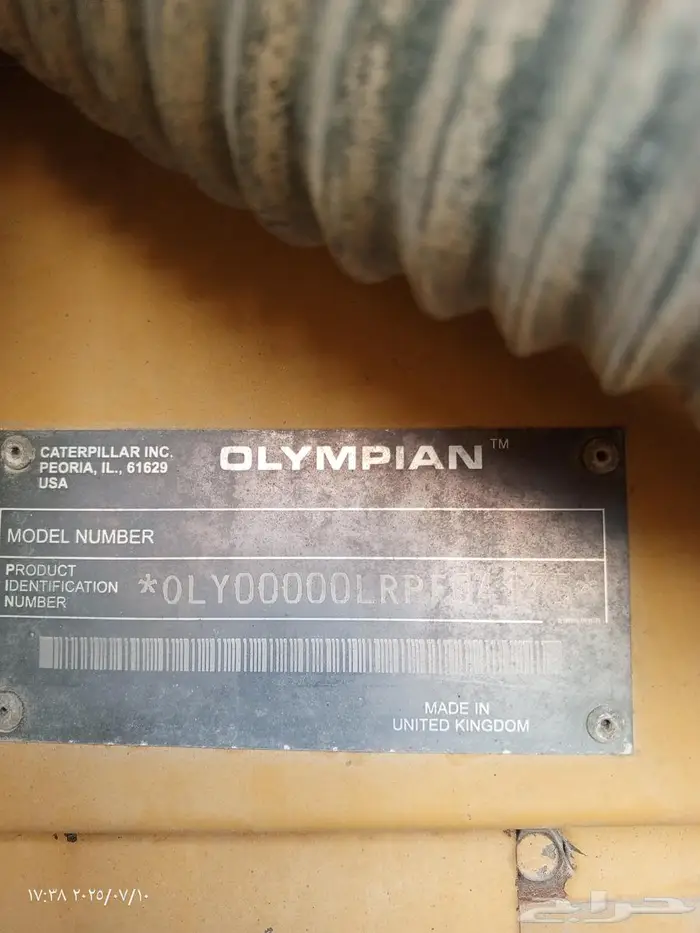 CATERPILLAR INC.
PEORIA, IL., 61629
USA
OLYMPIAN™
MODEL NUMBER
PRODUCT
IDENTIFICATION
NUMBER
MADE IN
UNITED KINGDOM
١٧:٣٨ ٢٠٢٥/٠٧/١٠
حراج